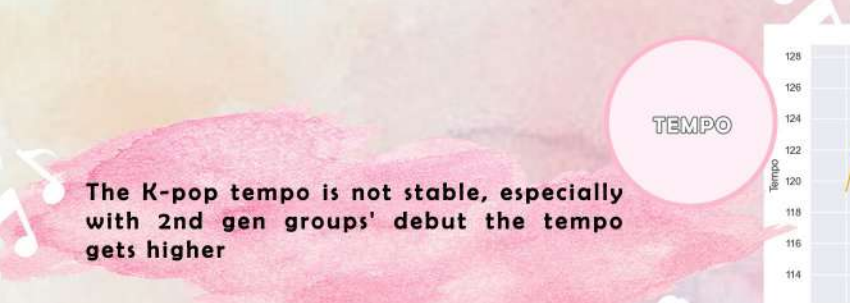 TEMPO
The K-pop tempo is not stable, especially
with 2nd gen groups' debut the tempo
gets higher
128
126
124
122
120
118
116
114
Tempo